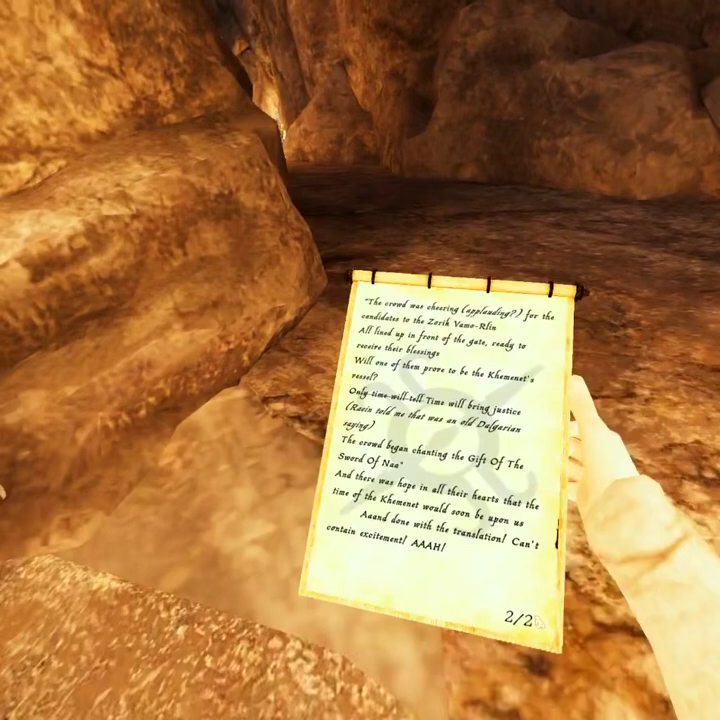 "The crowd was cheering (applauding?) for the
candidates to the Zorik Vamo-Rlin
All lined up in front of the gate, ready to
receive their blessings
Will one of them prove to be the Khemenet's
vessel?
Only time will tell Time will bring justice
(Ravin told me that was an old Dalgarian
saying)
The crowd began chanting the Gift Of The
Sword Of Naa"
And there was hope in all their hearts that the
time of the Khemenet would soon be upon us
Aaand done with the translation! Can't
contain excitement! AAAH!
2/2